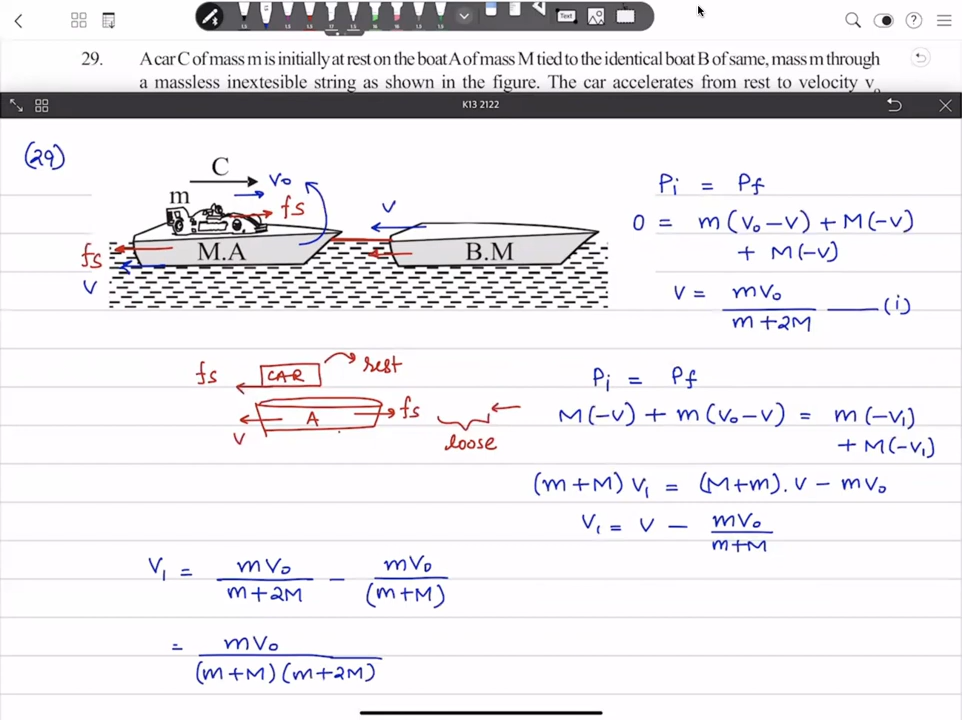 Text
29. A car C of mass m is initially at rest on the boat A of mass M tied to the identical boat B of same, mass m through
a massless inextesible string as shown in the figure. The car accelerates from rest to velocity v₀
K13 2122
(29)
C
v₀
m
fs
v
fs
M.A
B.M
v
Pi = Pf
0 = m(v₀-v) + M(-v)
+ M(-v)
v = mv₀ / m+2M —— (i)
fs CAR rest
A fs
v
loose
Pi = Pf
M(-v) + m(v₀-v) = m(-v₁)
+ M(-v₁)
(m+M) v₁ = (M+m).v - mv₀
v₁ = v - mv₀ / m+M
v₁ = mv₀ / m+2M - mv₀ / (m+M)
= mv₀ / (m+M)(m+2M)